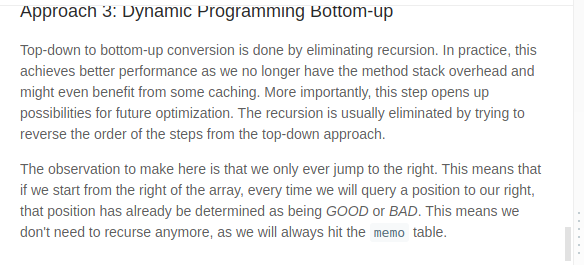 Approach 3: Dynamic Programming Bottom-up
Top-down to bottom-up conversion is done by eliminating recursion. In practice, this
achieves better performance as we no longer have the method stack overhead and
might even benefit from some caching. More importantly, this step opens up
possibilities for future optimization. The recursion is usually eliminated by trying to
reverse the order of the steps from the top-down approach.
The observation to make here is that we only ever jump to the right. This means that
if we start from the right of the array, every time we will query a position to our right,
that position has already be determined as being GOOD or BAD. This means we
don't need to recurse anymore, as we will always hit the memo table.